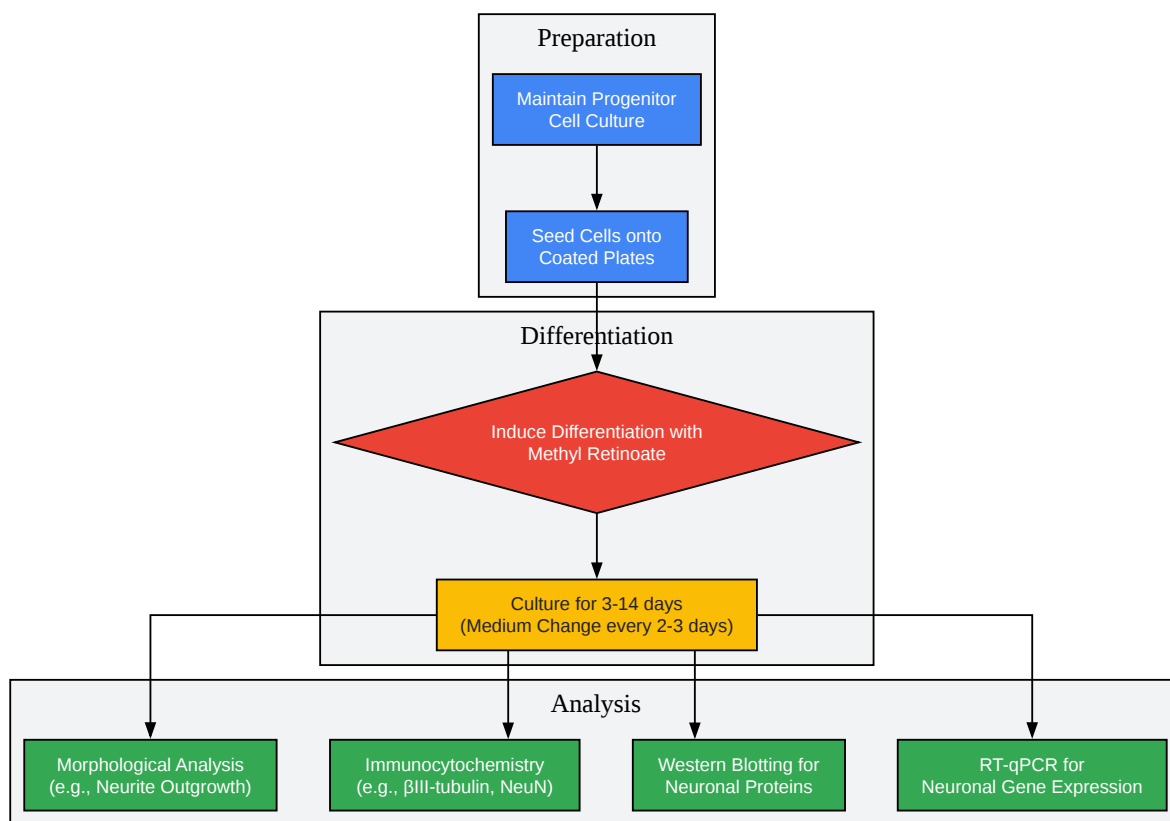 Preparation
Maintain Progenitor
Cell Culture
Seed Cells onto
Coated Plates
Differentiation
Induce Differentiation with
Methyl Retinoate
Culture for 3-14 days
(Medium Change every 2-3 days)
Analysis
Morphological Analysis
(e.g., Neurite Outgrowth)
Immunocytochemistry
(e.g., βIII-tubulin, NeuN)
Western Blotting for
Neuronal Proteins
RT-qPCR for
Neuronal Gene Expression